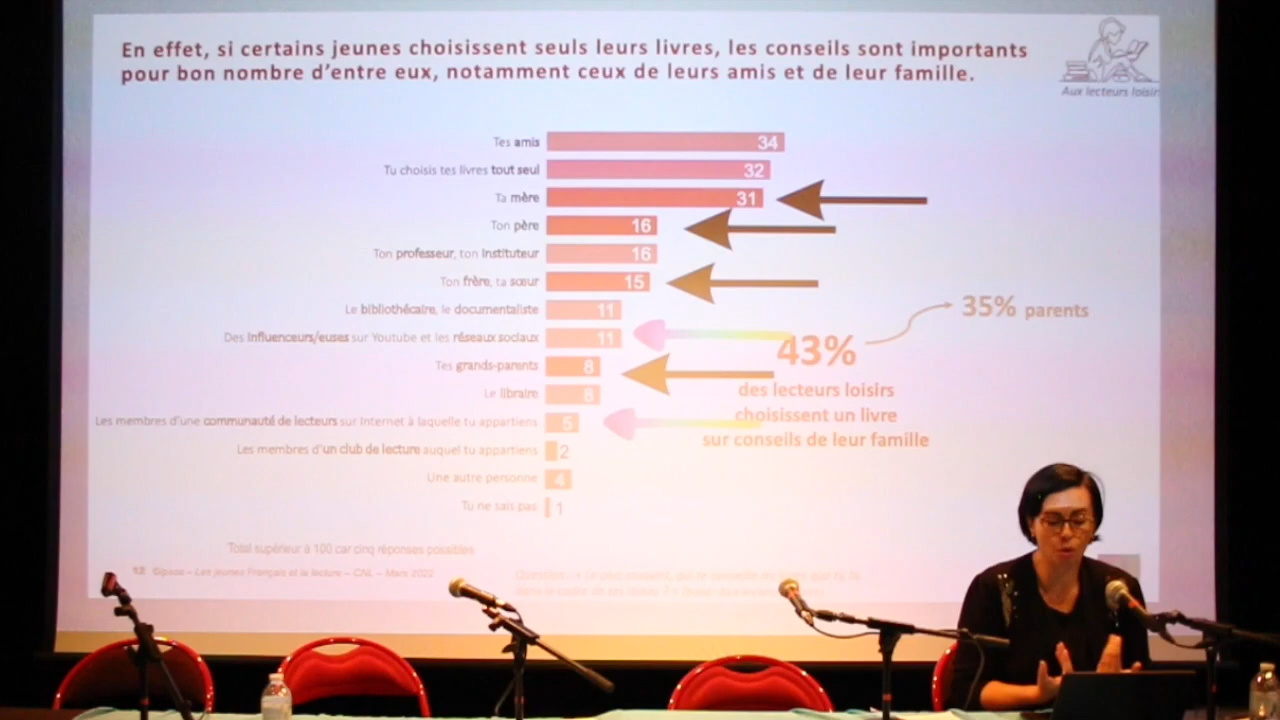 En effet, si certains jeunes choisissent seuls leurs livres, les conseils sont importants
pour bon nombre d'entre eux, notamment ceux de leurs amis et de leur famille.
Aux lecteurs loisir
Tes amis 34
Tu choisis tes livres tout seul 32
Ta mère 31
Ton père 16
Ton professeur, ton instituteur 16
Ton frère, ta sœur 15
Le bibliothécaire, le documentaliste 11
Des influenceurs/euses sur Youtube et les réseaux sociaux 11
Tes grands-parents 8
Le libraire 8
Les membres d'une communauté de lecteurs sur Internet à laquelle tu appartiens 5
Les membres d'un club de lecture auquel tu appartiens 2
Une autre personne 4
Tu ne sais pas 1
35% parents
43%
des lecteurs loisirs
choisissent un livre
sur conseils de leur famille
Total supérieur à 100 car cinq réponses possibles
Les jeunes Français et la lecture – CNL – Mars 2022